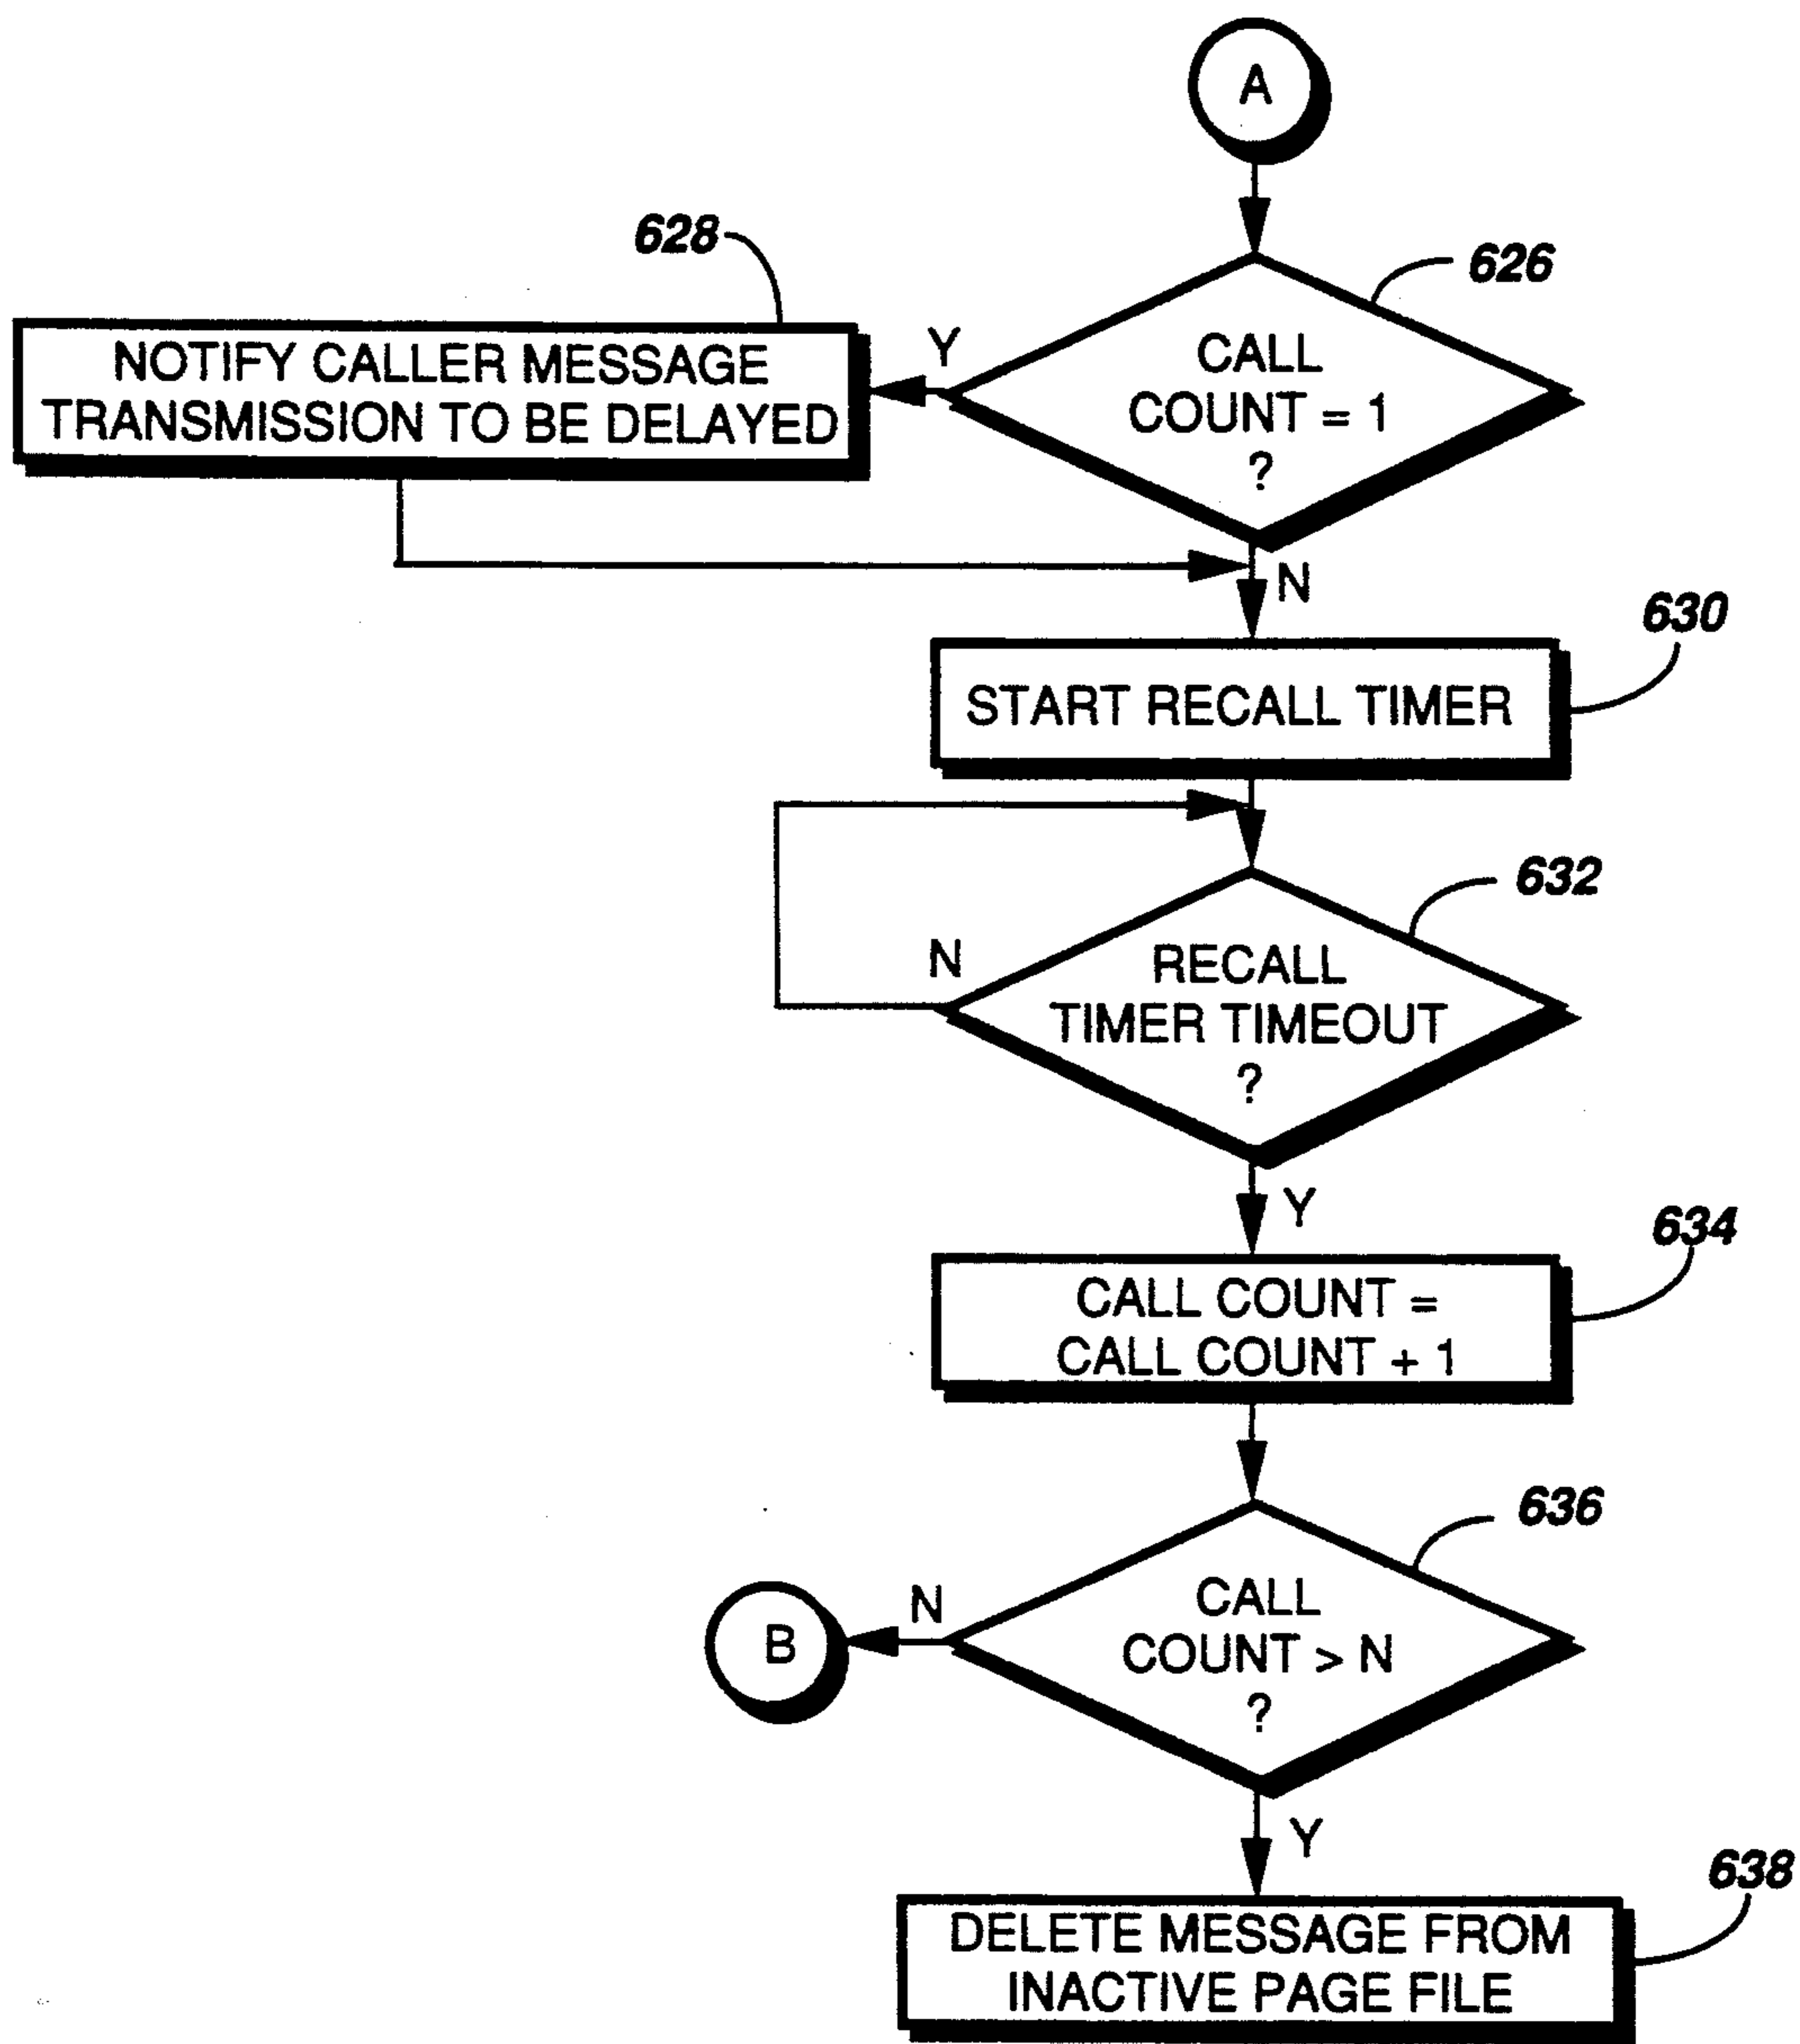 A
628
626
NOTIFY CALLER MESSAGE
TRANSMISSION TO BE DELAYED
Y
CALL
COUNT = 1
?
N
630
START RECALL TIMER
632
N
RECALL
TIMER TIMEOUT
?
Y
634
CALL COUNT =
CALL COUNT + 1
636
B
N
CALL
COUNT > N
?
Y
638
DELETE MESSAGE FROM
INACTIVE PAGE FILE